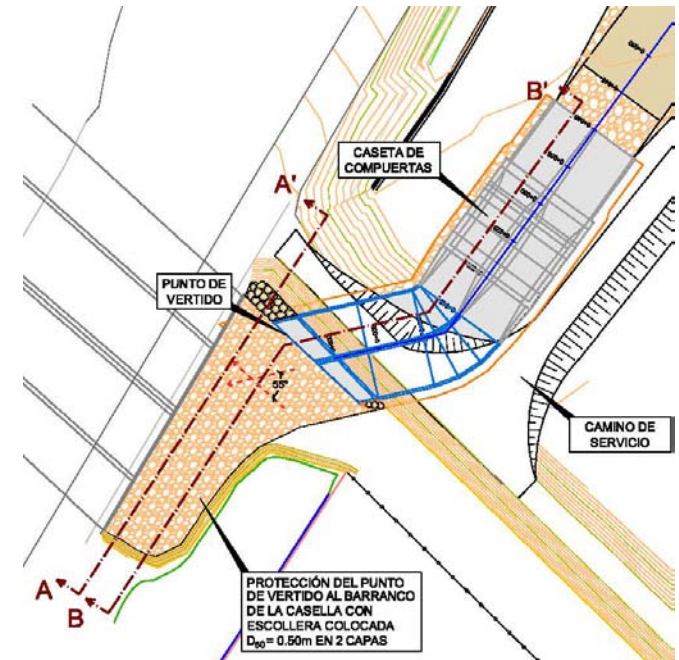 B'
CASETA DE
COMPUERTAS
A'
PUNTO DE
VERTIDO
55°
CAMINO DE
SERVICIO
A
B
PROTECCIÓN DEL PUNTO
DE VERTIDO AL BARRANCO
DE LA CASELLA CON
ESCOLLERA COLOCADA
D₅₀= 0.50m EN 2 CAPAS